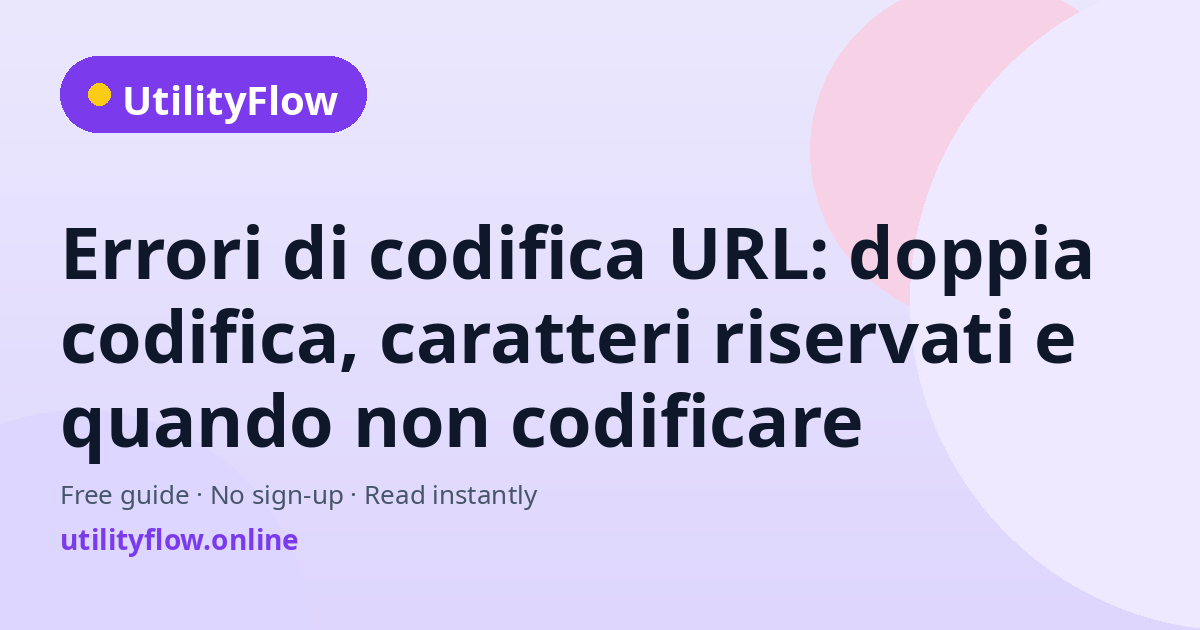 UtilityFlow
Errori di codifica URL: doppia
codifica, caratteri riservati e
quando non codificare
Free guide · No sign-up · Read instantly
utilityflow.online